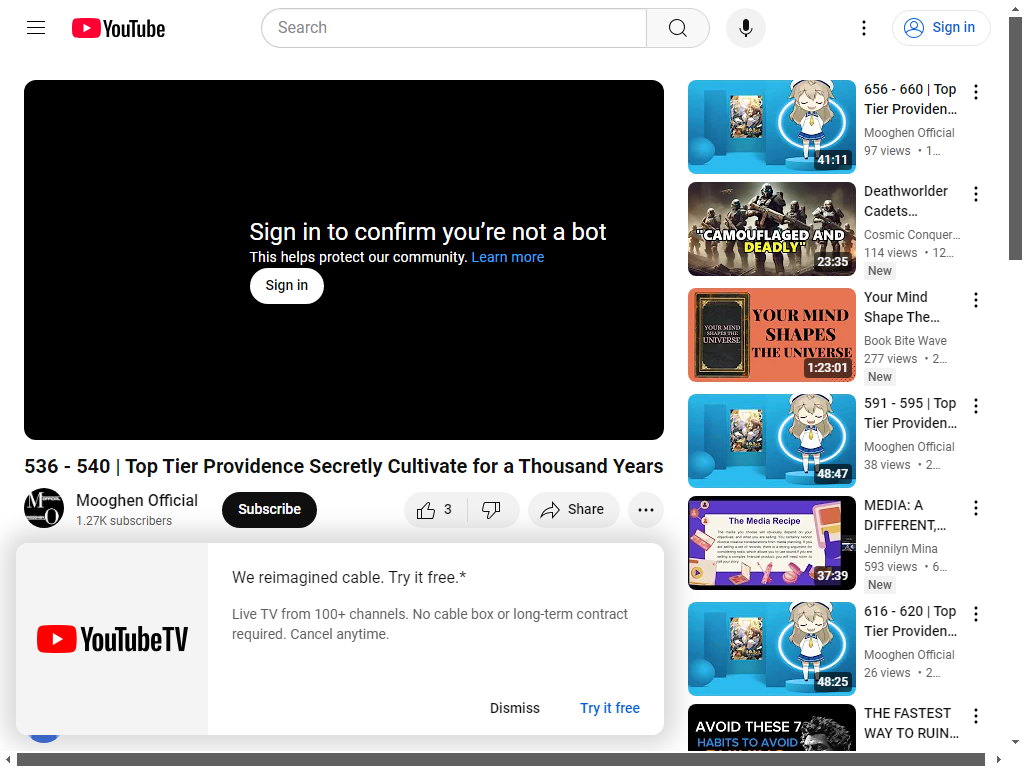 YouTube
Search
Sign in
Sign in to confirm you're not a bot
This helps protect our community. Learn more
Sign in
536 - 540 | Top Tier Providence Secretly Cultivate for a Thousand Years
Mooghen Official
1.27K subscribers
Subscribe
3
Share
We reimagined cable. Try it free.*
Live TV from 100+ channels. No cable box or long-term contract
required. Cancel anytime.
YouTubeTV
Dismiss
Try it free
41:11
656 - 660 | Top
Tier Providen...
Mooghen Official
97 views • 1...
"CAMOUFLAGED AND
DEADLY"
23:35
Deathworlder
Cadets...
Cosmic Conquer...
114 views • 12...
New
YOUR MIND
SHAPES THE
UNIVERSE
YOUR MIND
SHAPES
THE UNIVERSE
1:23:01
Your Mind
Shape The...
Book Bite Wave
277 views • 2...
New
48:47
591 - 595 | Top
Tier Providen...
Mooghen Official
38 views • 2...
The Media Recipe
37:39
MEDIA: A
DIFFERENT,...
Jennilyn Mina
593 views • 6...
New
48:25
616 - 620 | Top
Tier Providen...
Mooghen Official
26 views • 2...
AVOID THESE 7
HABITS TO AVOID
THE FASTEST
WAY TO RUIN...